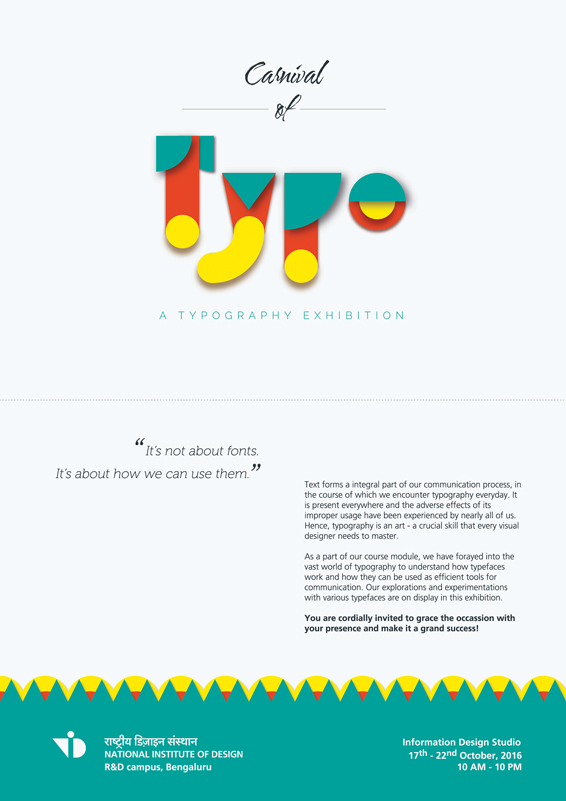 Carnival
of
Typo
A TYPOGRAPHY EXHIBITION
“It's not about fonts.
It's about how we can use them.”
Text forms a integral part of our communication process, in
the course of which we encounter typography everyday. It
is present everywhere and the adverse effects of its
improper usage have been experienced by nearly all of us.
Hence, typography is an art - a crucial skill that every visual
designer needs to master.
As a part of our course module, we have forayed into the
vast world of typography to understand how typefaces
work and how they can be used as efficient tools for
communication. Our explorations and experimentations
with various typefaces are on display in this exhibition.
You are cordially invited to grace the occassion with
your presence and make it a grand success!
राष्ट्रीय डिज़ाइन संस्थान
NATIONAL INSTITUTE OF DESIGN
R&D campus, Bengaluru
Information Design Studio
17th - 22nd October, 2016
10 AM - 10 PM